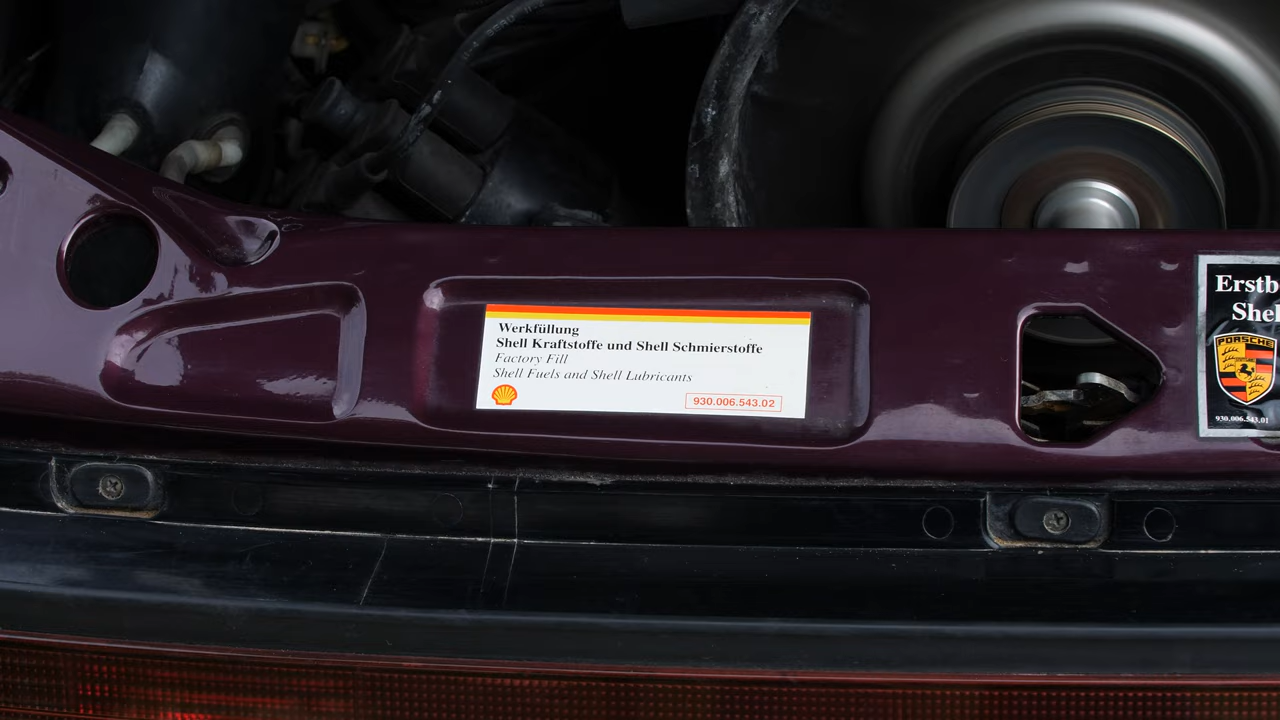 Werkfüllung
Shell Kraftstoffe und Shell Schmierstoffe
Factory Fill
Shell Fuels and Shell Lubricants
930.006.543.02
Erstb
Shel
PORSCHE
930.006.543.01